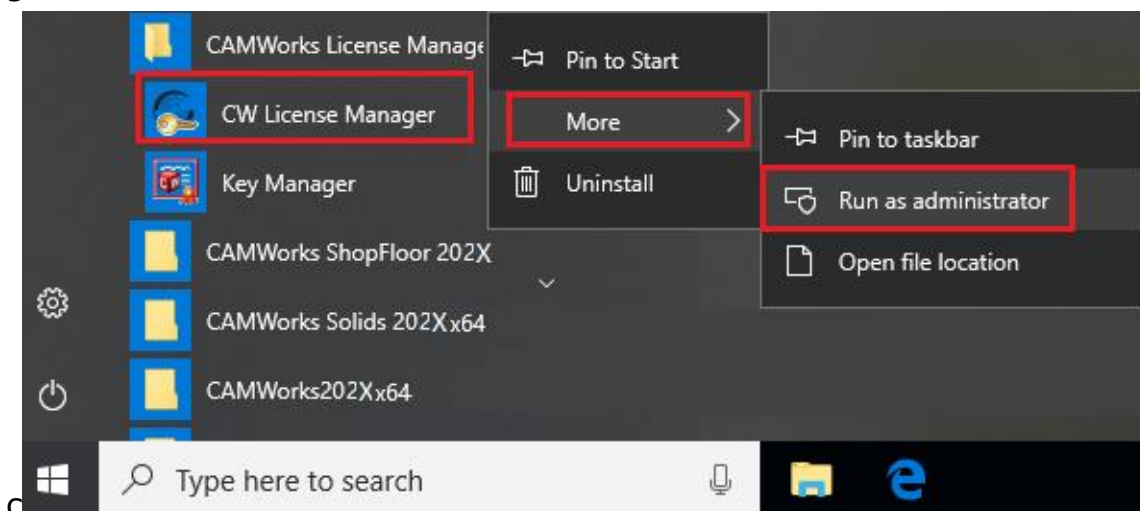 CAMWorks License Manage
Pin to Start
CW License Manager
More
Pin to taskbar
Key Manager
Uninstall
Run as administrator
CAMWorks ShopFloor 202X
Open file location
CAMWorks Solids 202Xx64
CAMWorks202Xx64
Type here to search
C